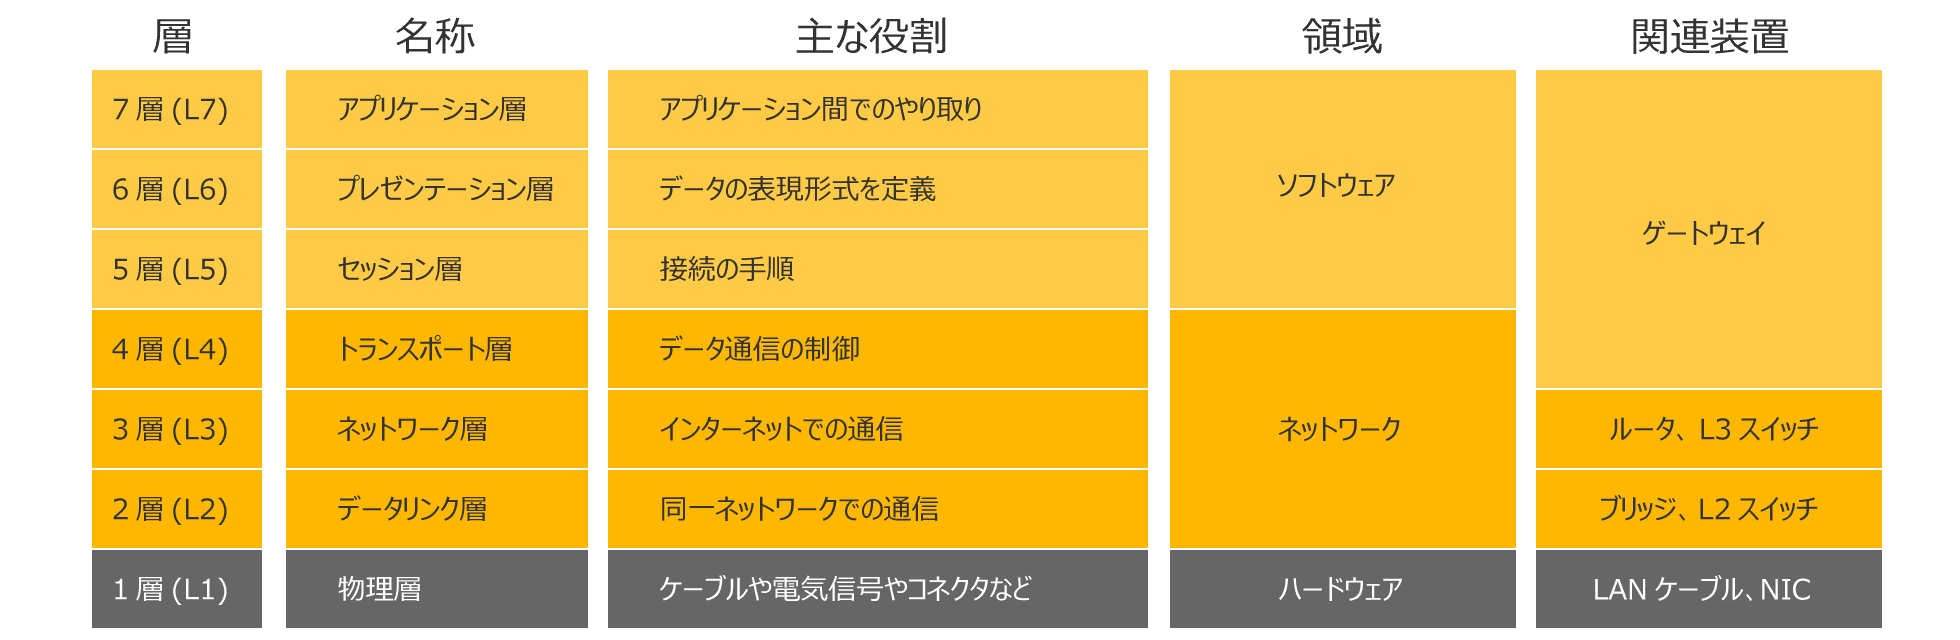 層 名称 主な役割 領域 関連装置
7 層 (L7) アプリケーション層 アプリケーション間でのやり取り
6 層 (L6) プレゼンテーション層 データの表現形式を定義 ソフトウェア
ゲートウェイ
5 層 (L5) セッション層 接続の手順
4 層 (L4) トランスポート層 データ通信の制御
3 層 (L3) ネットワーク層 インターネットでの通信 ネットワーク ルータ、L3 スイッチ
2 層 (L2) データリンク層 同一ネットワークでの通信 ブリッジ、L2 スイッチ
1 層 (L1) 物理層 ケーブルや電気信号やコネクタなど ハードウェア LAN ケーブル、NIC